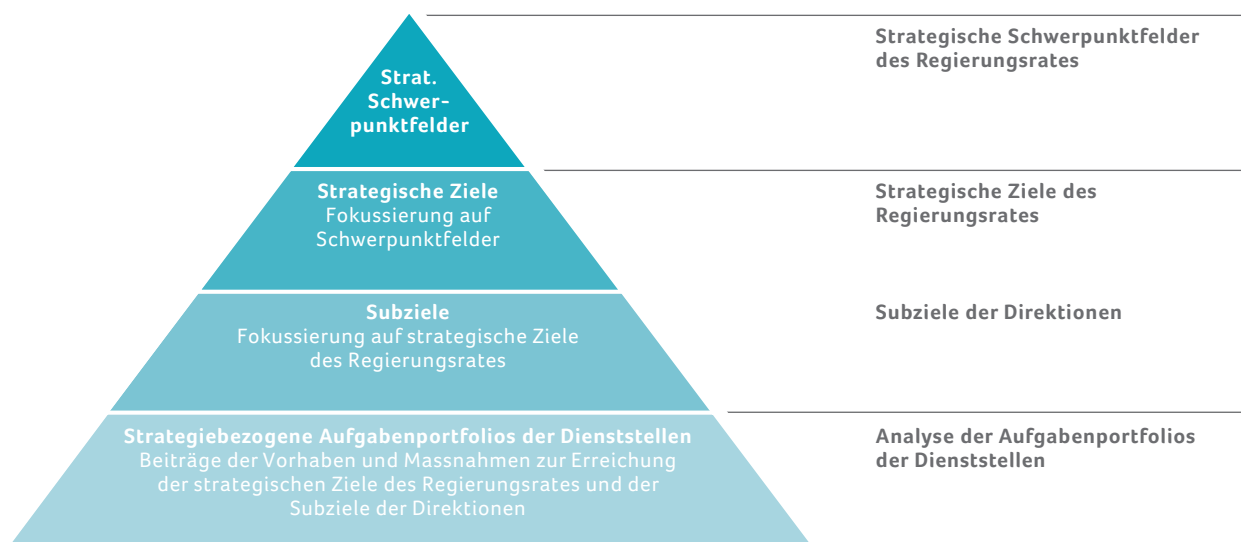 Strat.
Schwer-
punktfelder
Strategische Schwerpunktfelder
des Regierungsrates
Strategische Ziele
Fokussierung auf
Schwerpunktfelder
Strategische Ziele des
Regierungsrates
Subziele
Fokussierung auf strategische Ziele
des Regierungsrates
Subziele der Direktionen
Strategiebezogene Aufgabenportfolios der Dienststellen
Beiträge der Vorhaben und Massnahmen zur Erreichung
der strategischen Ziele des Regierungsrates und der
Subziele der Direktionen
Analyse der Aufgabenportfolios
der Dienststellen